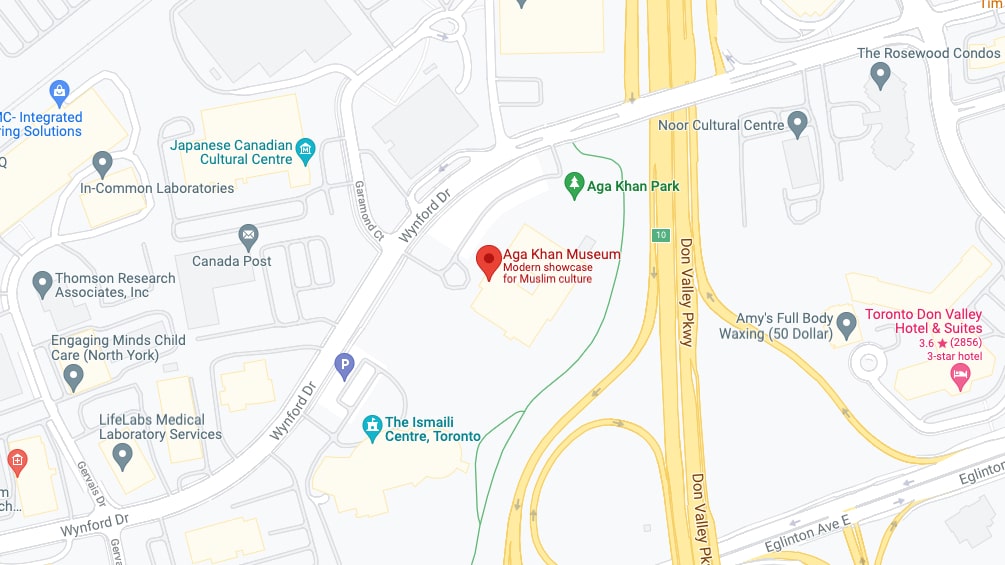 Tim
The Rosewood Condos
MC- Integrated
ring Solutions
Noor Cultural Centre
Japanese Canadian
Cultural Centre
Q
In-Common Laboratories
Garamond Ct
Wynford Dr
Aga Khan Park
10
Canada Post
Aga Khan Museum
Modern showcase
for Muslim culture
Don Valley Pkwy
Thomson Research
Associates, Inc
Amy's Full Body
Waxing (50 Dollar)
Toronto Don Valley
Hotel & Suites
3.6 ★ (2856)
3-star hotel
Engaging Minds Child
Care (North York)
P
Wynford Dr
LifeLabs Medical
Laboratory Services
The Ismaili
Centre, Toronto
m
ch...
Gervais Dr
Wynford Dr
Gervais
Don Valley Pk
Eglinton Ave E
Eglinton